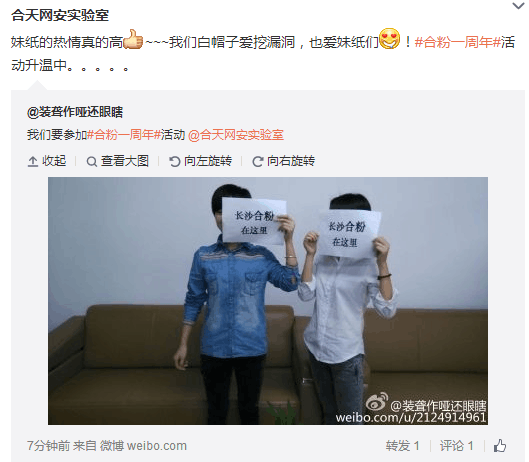 合天网安实验室
妹纸的热情真的高~~~我们白帽子爱挖漏洞，也爱妹纸们！#合粉一周年#活
动升温中。。。。。
@装聋作哑还眼瞎
我们要参加#合粉一周年#活动 @合天网安实验室
收起 查看大图 向左旋转 向右旋转
长沙合粉
在这里
长沙合粉
在这里
@装聋作哑还眼瞎
weibo.com/u/2124914961
7分钟前 来自 微博 weibo.com 转发 1 评论 1